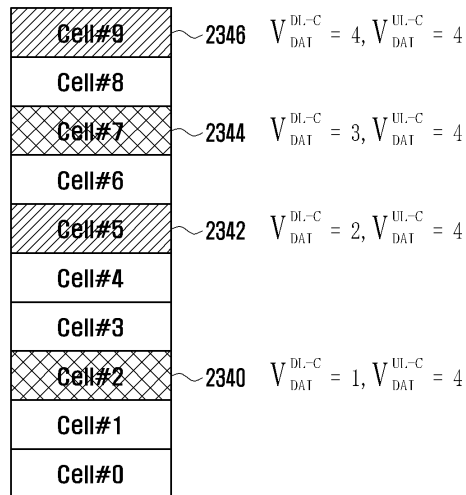 Cell#9 2346 V^{DL-C}_{DAI} = 4, V^{UL-C}_{DAI} = 4
Cell#8
Cell#7 2344 V^{DL-C}_{DAI} = 3, V^{UL-C}_{DAI} = 4
Cell#6
Cell#5 2342 V^{DL-C}_{DAI} = 2, V^{UL-C}_{DAI} = 4
Cell#4
Cell#3
Cell#2 2340 V^{DL-C}_{DAI} = 1, V^{UL-C}_{DAI} = 4
Cell#1
Cell#0